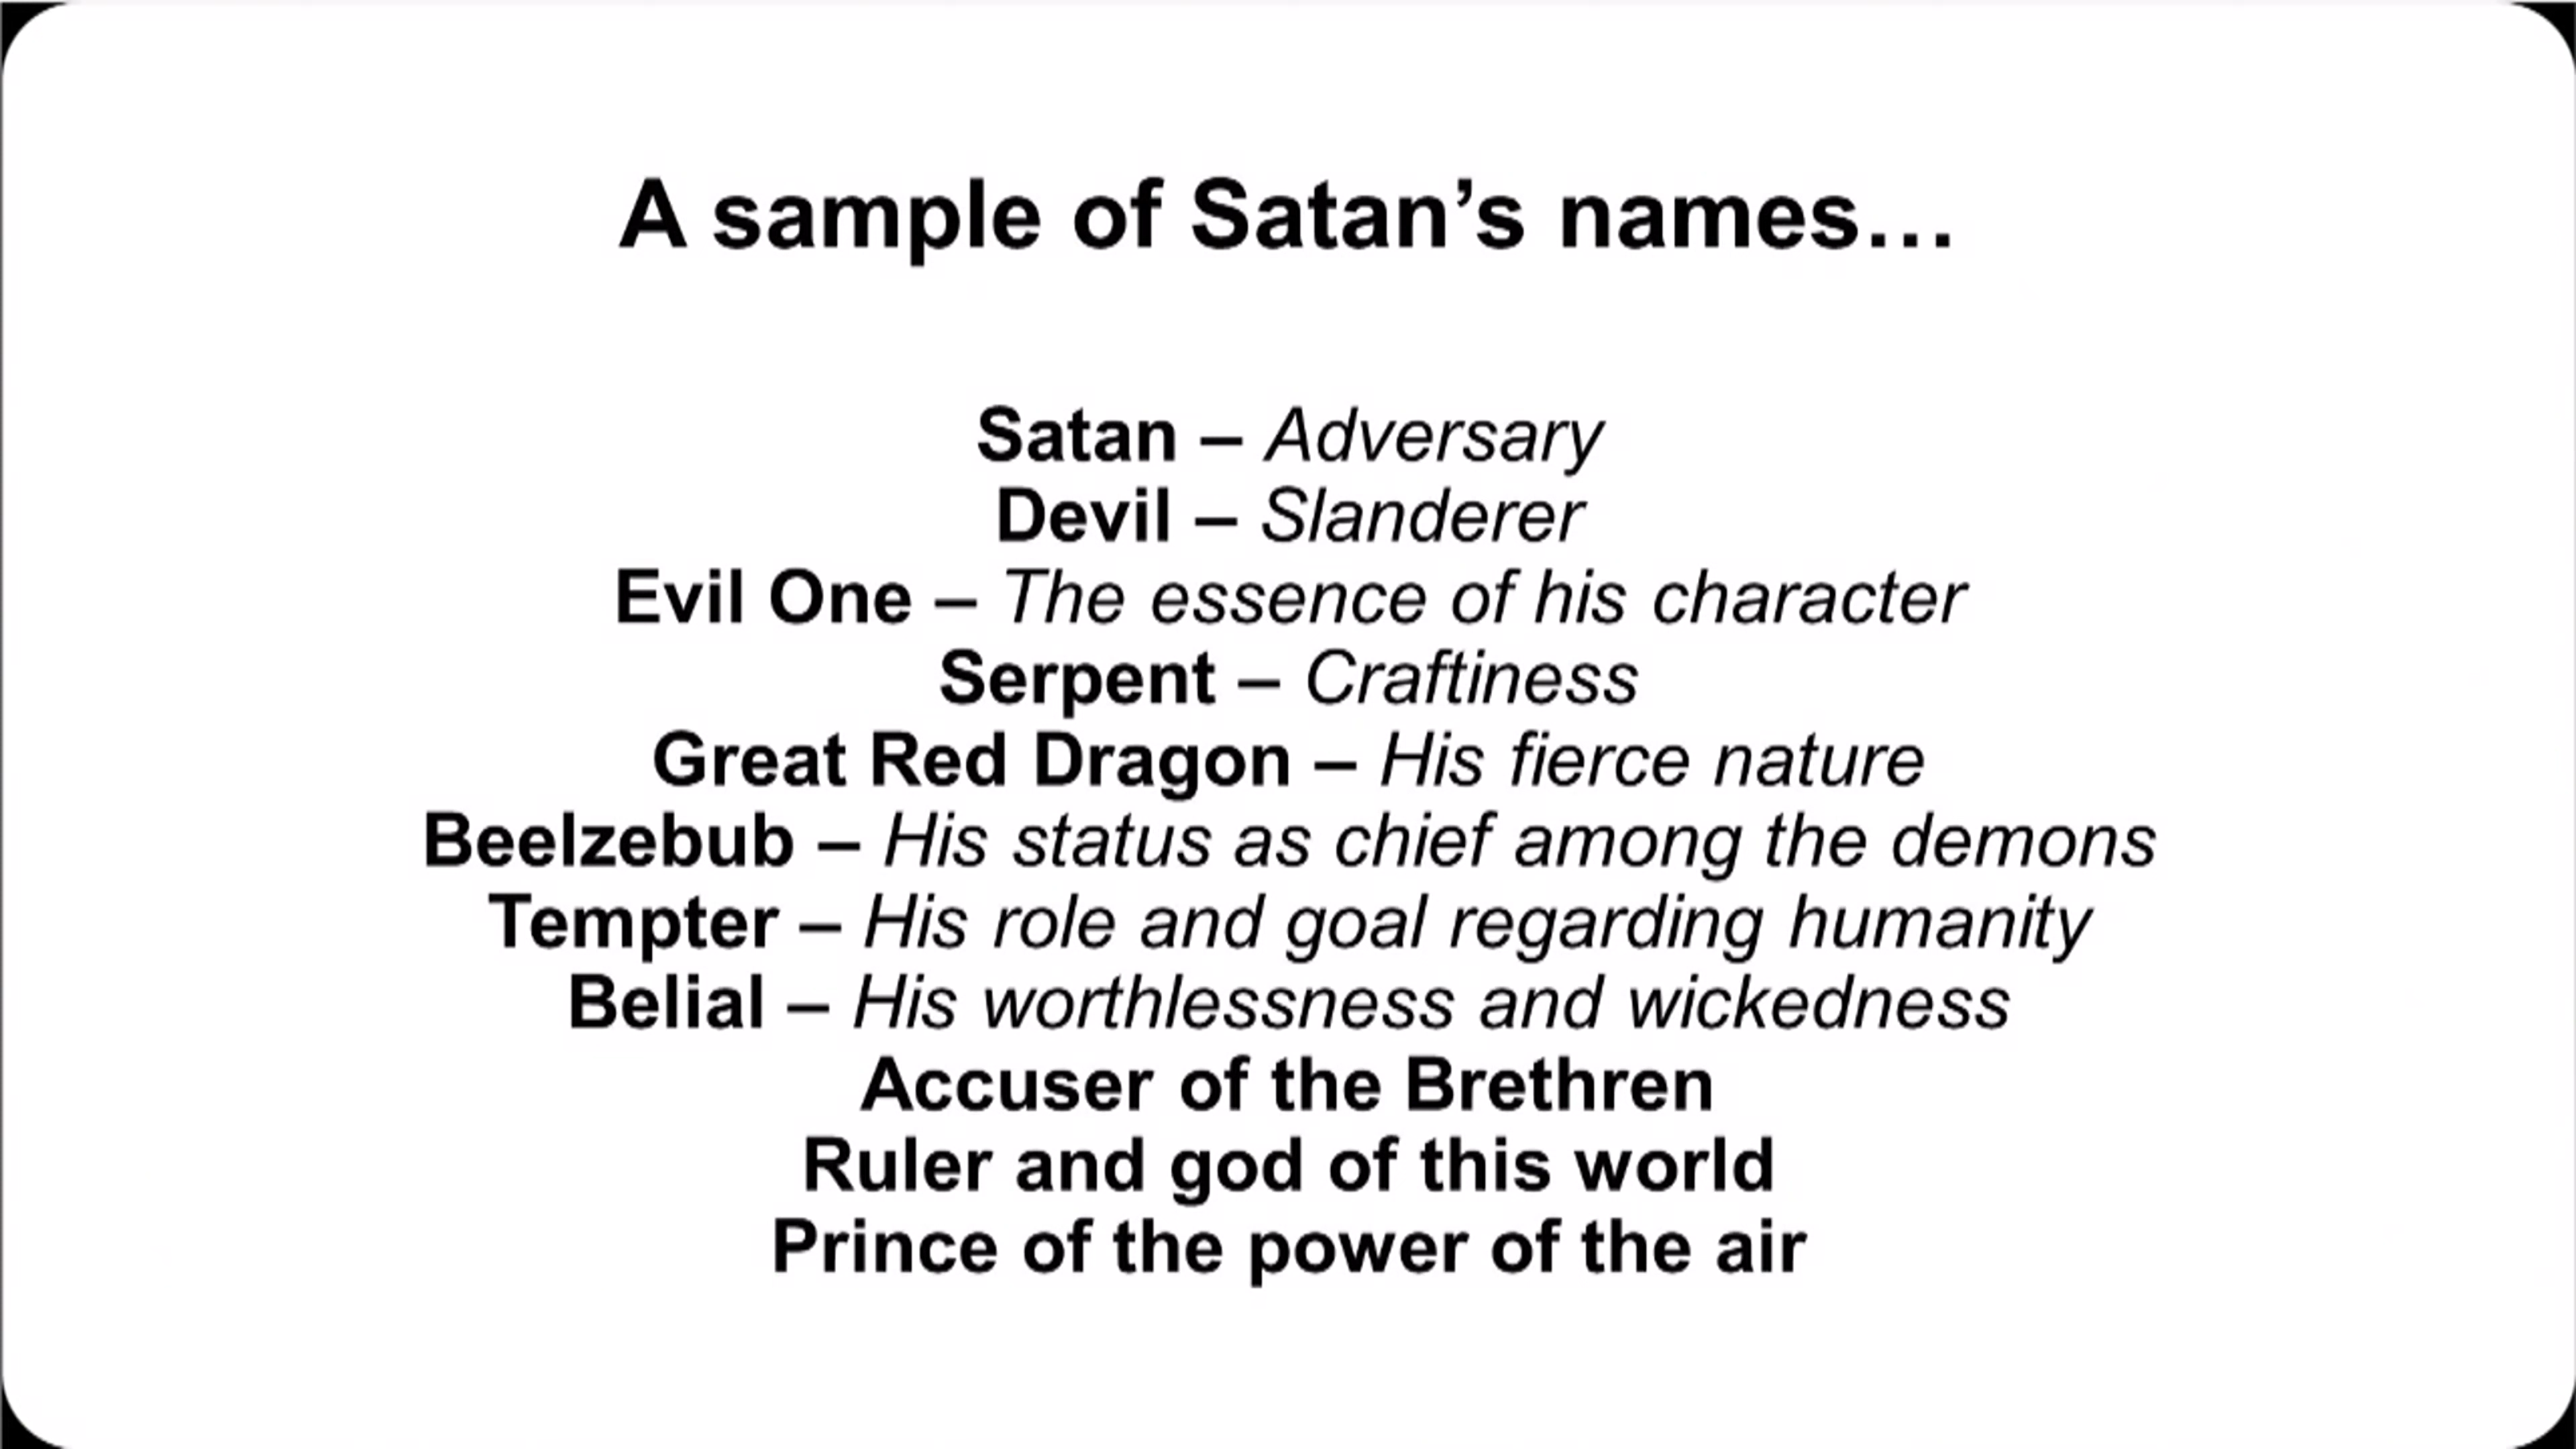 A sample of Satan’s names…
Satan – Adversary
Devil – Slanderer
Evil One – The essence of his character
Serpent – Craftiness
Great Red Dragon – His fierce nature
Beelzebub – His status as chief among the demons
Tempter – His role and goal regarding humanity
Belial – His worthlessness and wickedness
Accuser of the Brethren
Ruler and god of this world
Prince of the power of the air